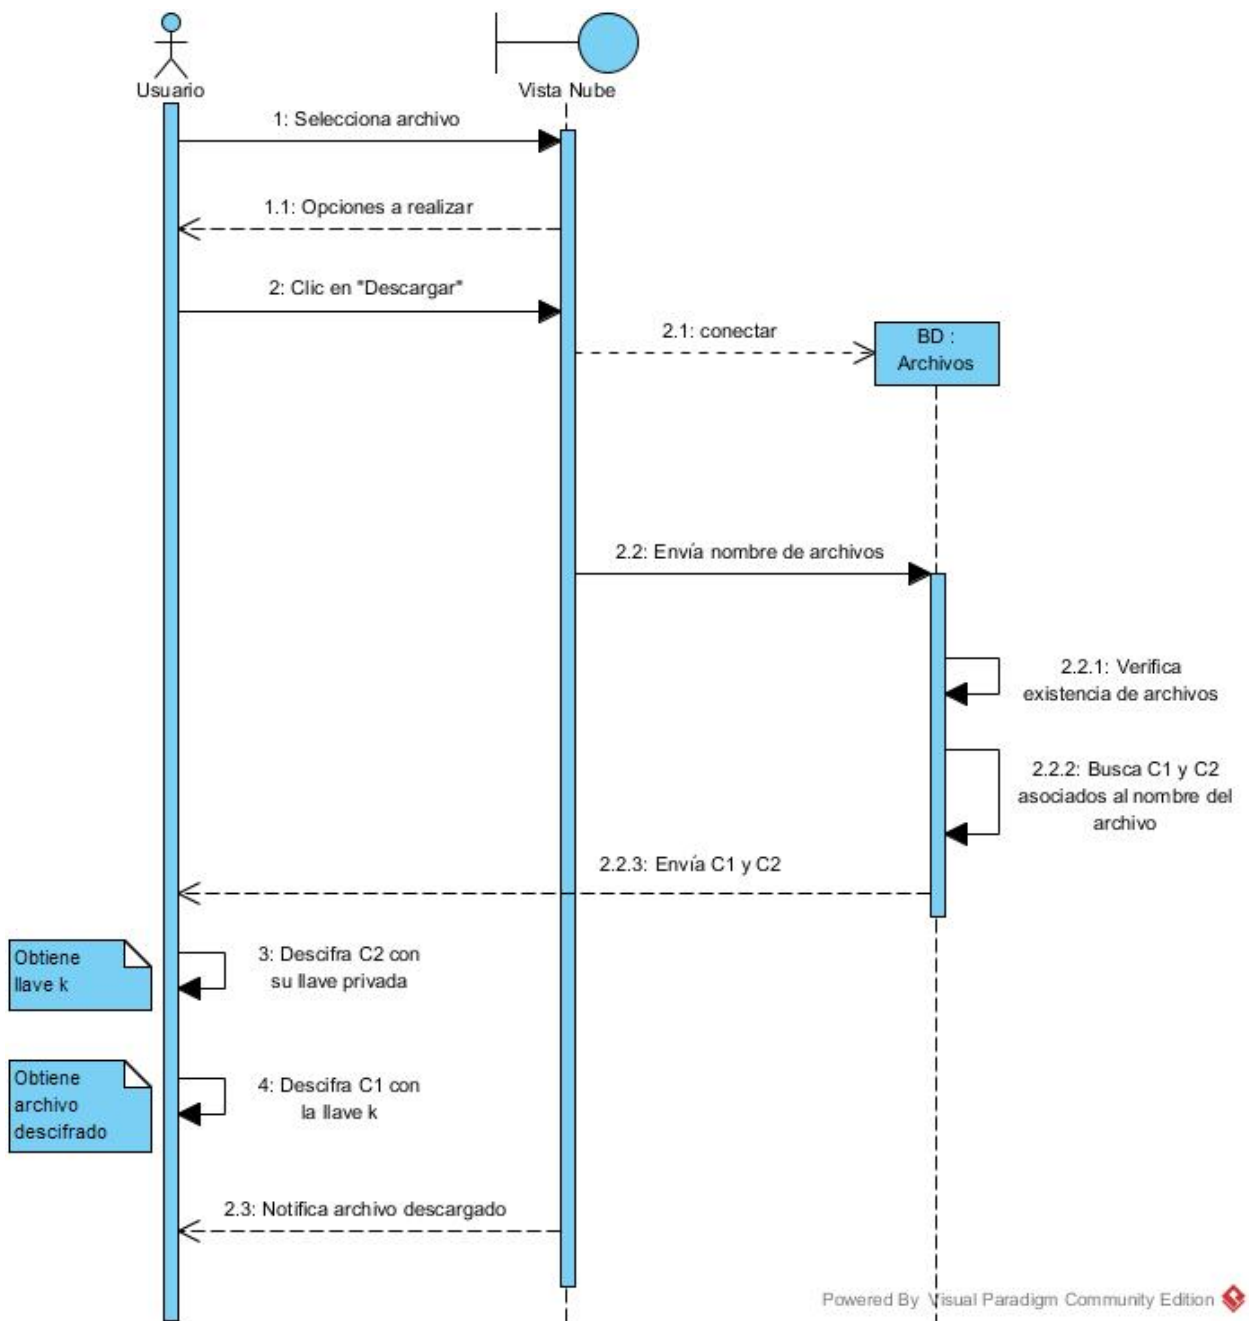 Usuario
Vista Nube
1: Selecciona archivo
1.1: Opciones a realizar
2: Clic en "Descargar"
2.1: conectar
BD :
Archivos
2.2: Envía nombre de archivos
2.2.1: Verifica
existencia de archivos
2.2.2: Busca C1 y C2
asociados al nombre del
archivo
2.2.3: Envía C1 y C2
Obtiene
llave k
3: Descifra C2 con
su llave privada
Obtiene
archivo
descifrado
4: Descifra C1 con
la llave k
2.3: Notifica archivo descargado
Powered By Visual Paradigm Community Edition